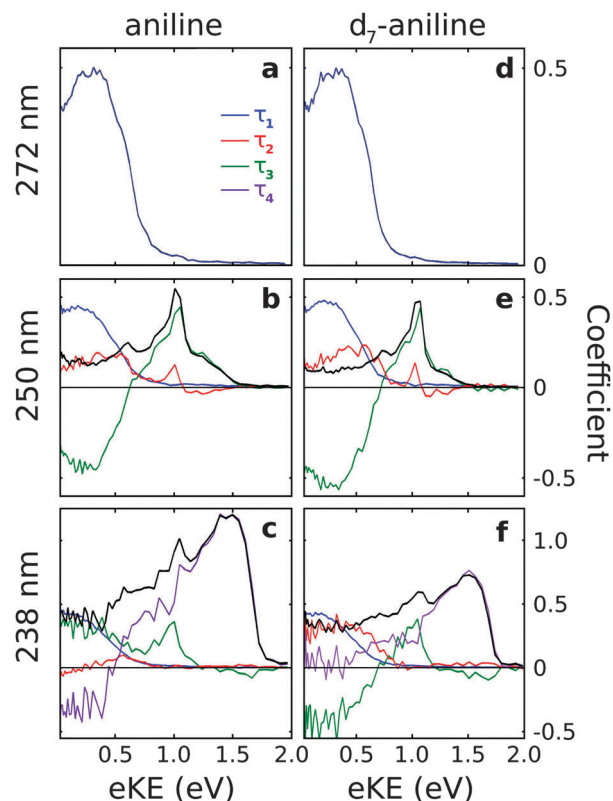 aniline d₇-aniline
272 nm
a
τ₁
τ₂
τ₃
τ₄
d
0.5
0
250 nm
b
e
0.5
0
-0.5
Coefficient
238 nm
c
f
1.0
0.5
0
-0.5
0.5 1.0 1.5 2.0 0.5 1.0 1.5 2.0
eKE (eV) eKE (eV)